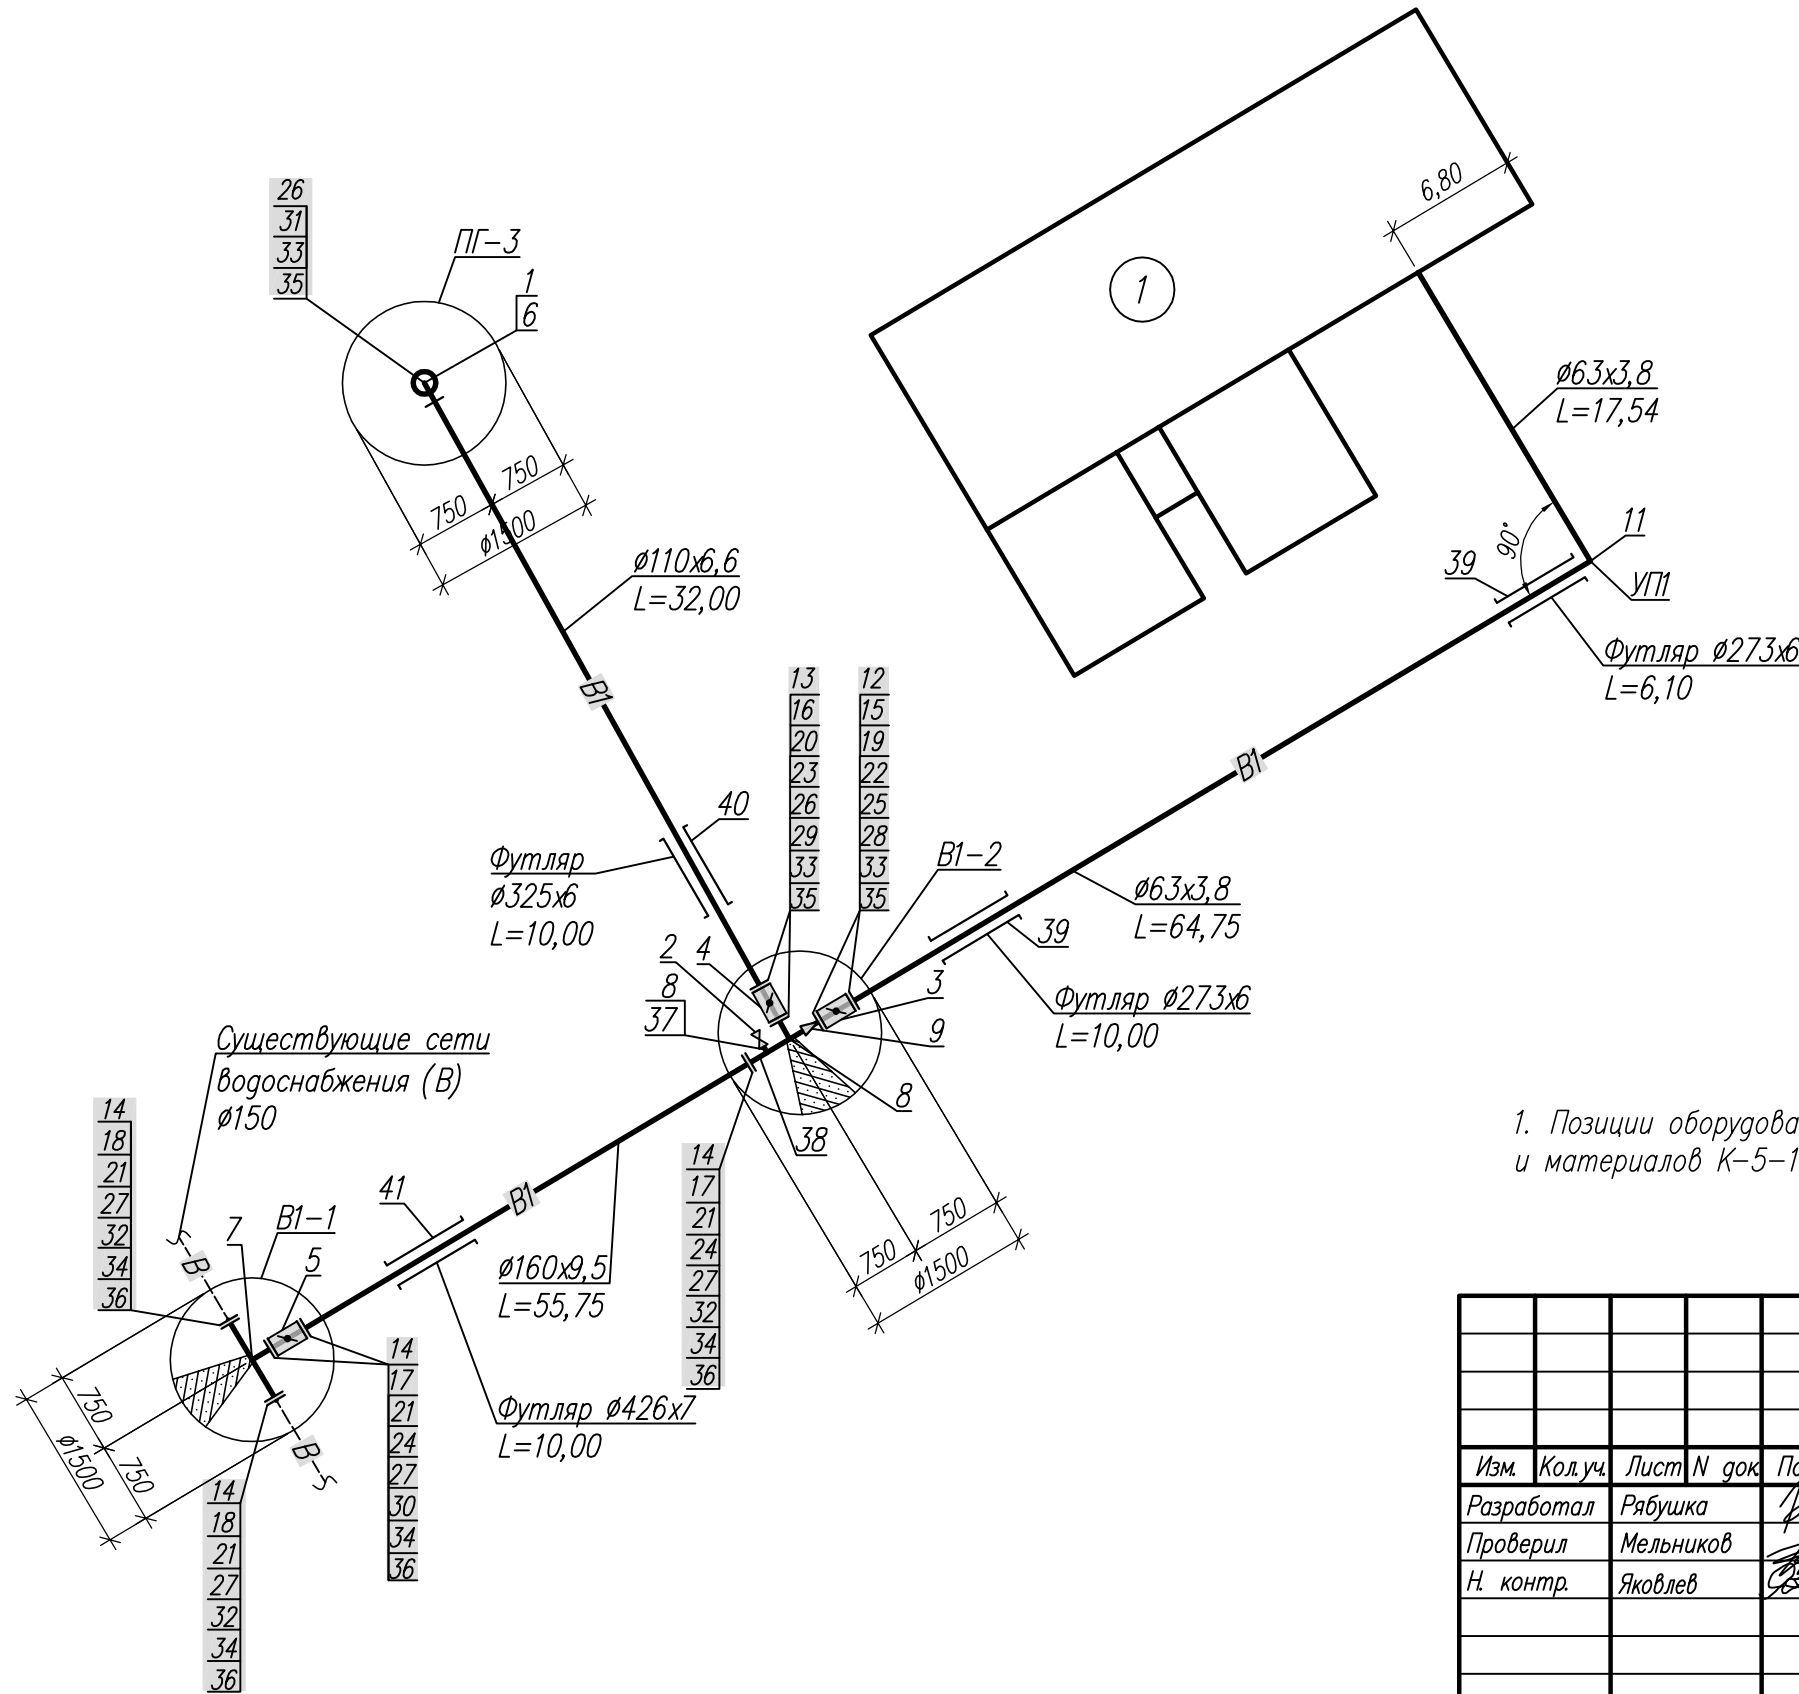 26
31
33
35
ПГ-3
1
6
750
750
ø1500
ø110x6,6
L=32,00
В1
1
6,80
ø63x3,8
L=17,54
90°
11
39
УП1
Футляр ø273x6
L=6,10
В1
13
16
20
23
26
29
33
35
12
15
19
22
25
28
33
35
40
Футляр
ø325x6
L=10,00
В1-2
ø63x3,8
L=64,75
39
Футляр ø273x6
L=10,00
2
4
8
37
3
9
8
38
750
750
ø1500
Существующие сети
водоснабжения (В)
ø150
14
18
21
27
32
34
36
7
В1-1
5
В
В
41
В1
ø160x9,5
L=55,75
14
17
21
24
27
32
34
36
Футляр ø426x7
L=10,00
14
17
21
24
27
30
34
36
750
750
ø1500
14
18
21
27
32
34
36
1. Позиции оборудова
и материалов К-5-1
Изм. Кол.уч. Лист N док. По
Разработал Рябушка
Проверил Мельников
Н. контр. Яковлев